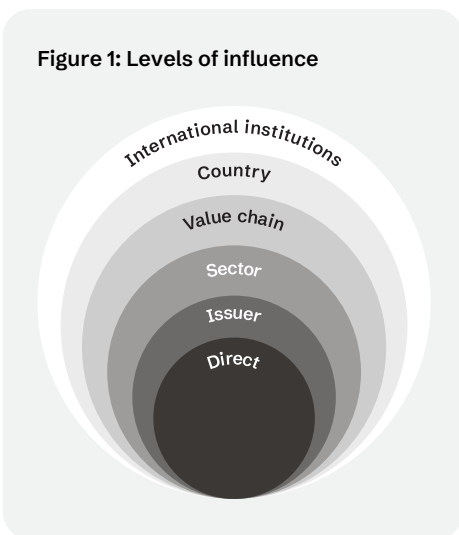 Figure 1: Levels of influence
International institutions
Country
Value chain
Sector
Issuer
Direct